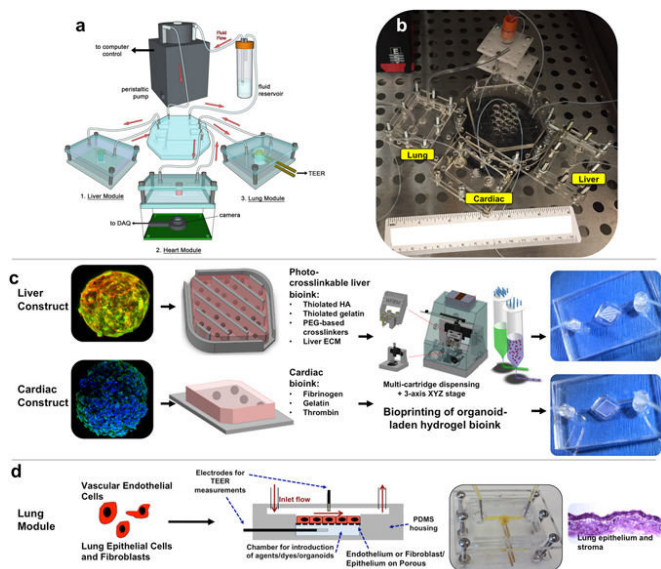 a
Fluid
Flow
to computer
control
peristaltic
pump
fluid
reservoir
TEER
1. Liver Module
3. Lung Module
camera
to DAQ
2. Heart Module
b
Lung
Liver
Cardiac
c
Liver
Construct
Photo-
crosslinkable liver
bioink:
• Thiolated HA
• Thiolated gelatin
• PEG-based
crosslinkers
• Liver ECM
Cardiac
Construct
Cardiac
bioink:
• Fibrinogen
• Gelatin
• Thrombin
Multi-cartridge dispensing
+ 3-axis XYZ stage
Bioprinting of organoid-
laden hydrogel bioink
d
Lung
Module
Vascular Endothelial
Cells
Lung Epithelial Cells
and Fibroblasts
Electrodes for
TEER
measurements
Inlet flow
PDMS
housing
Chamber for introduction
of agents/dyes/organoids
Endothelium or Fibroblast/
Epithelium on Porous
Lung epithelium and
stroma